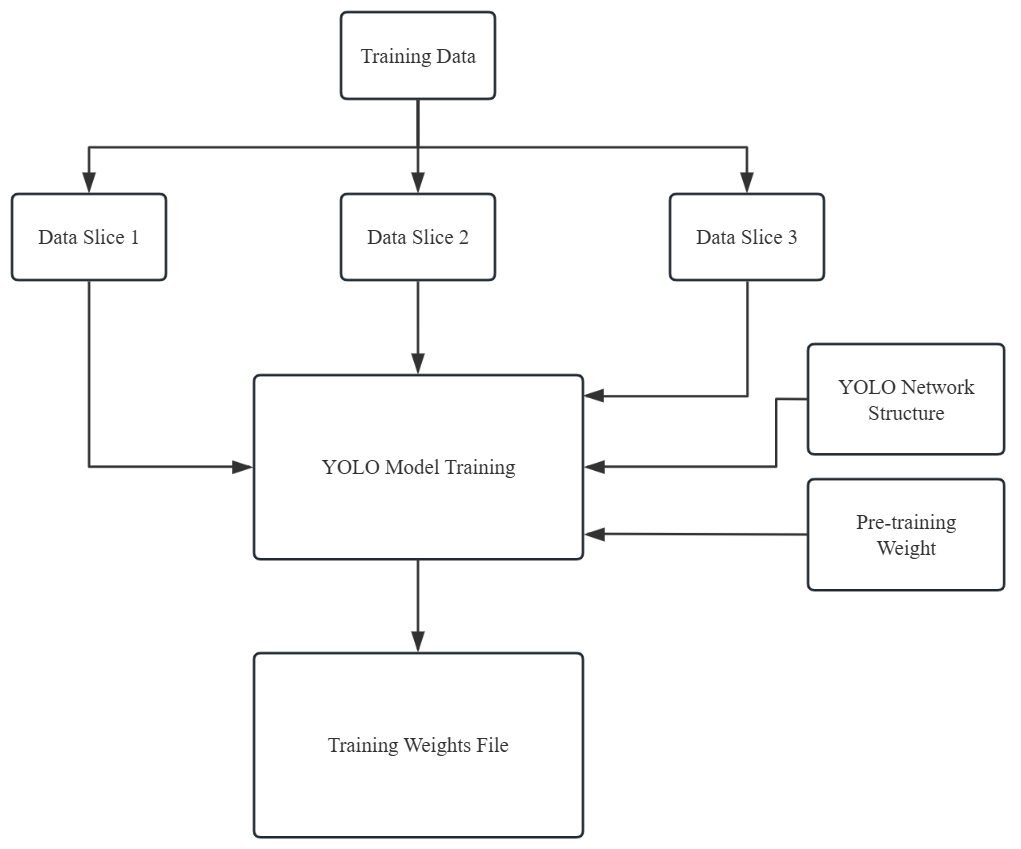 Training Data
Data Slice 1
Data Slice 2
Data Slice 3
YOLO Network
Structure
YOLO Model Training
Pre-training
Weight
Training Weights File